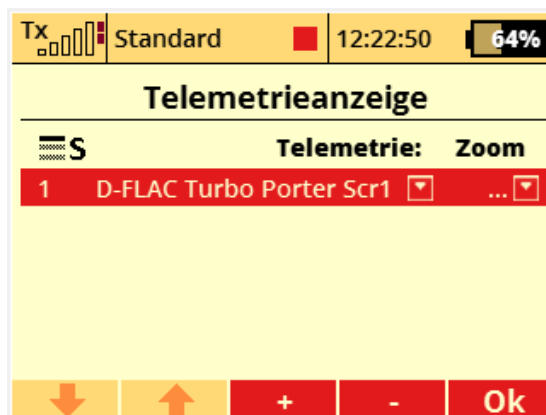 Tx Standard 12:22:50 64%
Telemetrieanzeige
S Telemetrie: Zoom
1 D-FLAC Turbo Porter Scr1 ...
+ - Ok